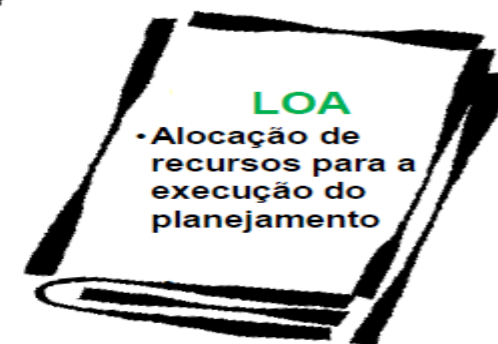 LOA
•Alocação de
recursos para a
execução do
planejamento